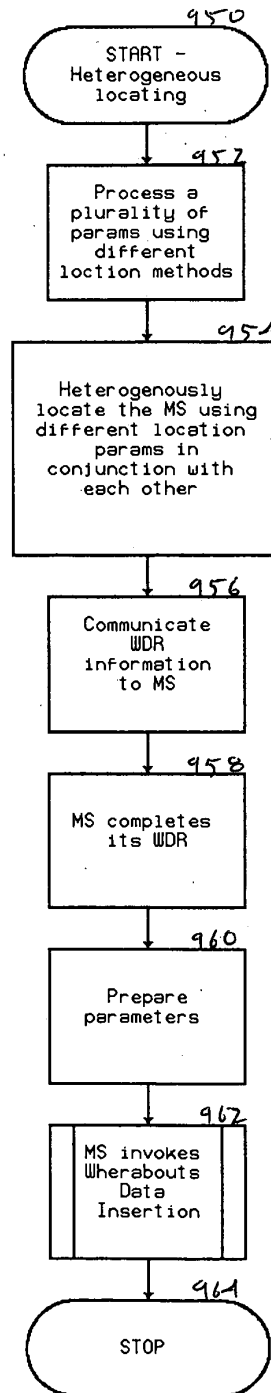 950
START -
Heterogeneous
locating
952
Process a
plurality of
params using
different
loction methods
954
Heterogenously
locate the MS using
different location
params in
conjunction with
each other
956
Communicate
WDR
information
to MS
958
MS completes
its WDR
960
Prepare
parameters
962
MS invokes
Wherabouts
Data
Insertion
964
STOP